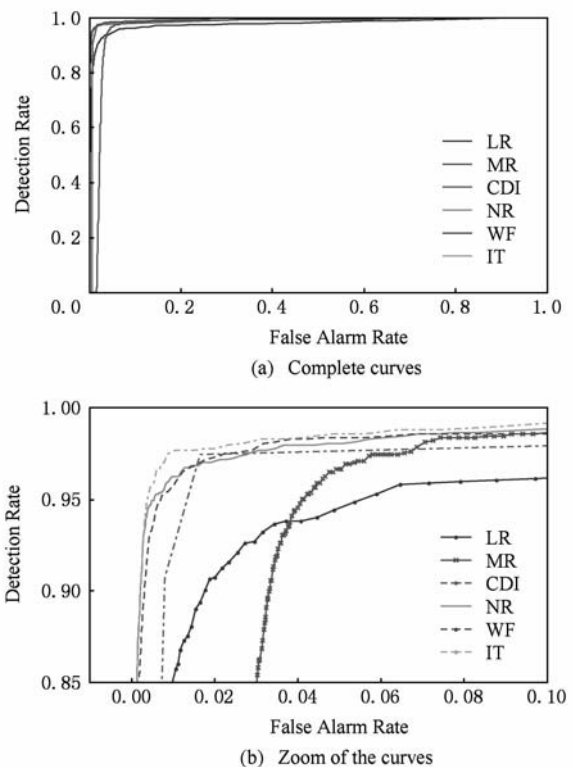 1.0
0.8
0.6
0.4
0.2
0.0
0.2
0.4
0.6
0.8
1.0
Detection Rate
LR
MR
CDI
NR
WF
IT
False Alarm Rate
(a) Complete curves
1.00
0.95
0.90
0.85
0.00
0.02
0.04
0.06
0.08
0.10
Detection Rate
LR
MR
CDI
NR
WF
IT
False Alarm Rate
(b) Zoom of the curves